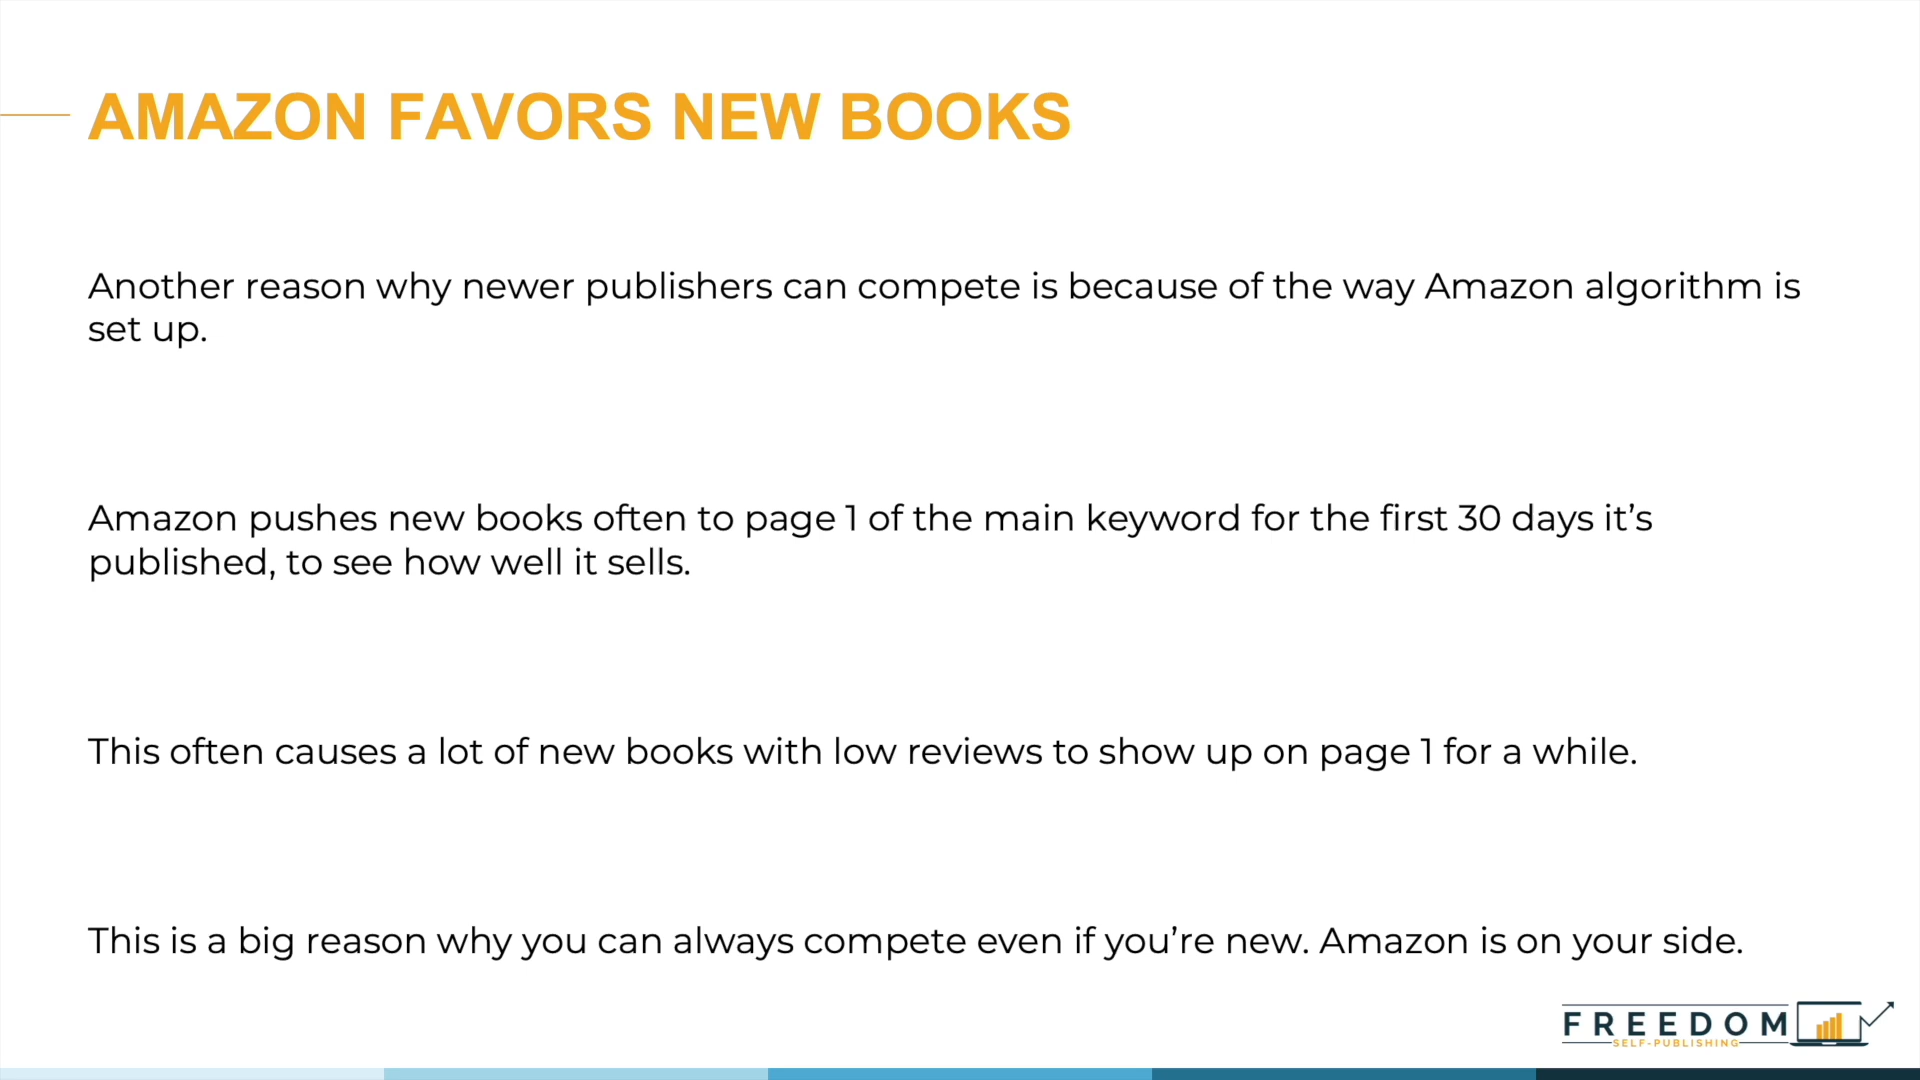 AMAZON FAVORS NEW BOOKS
Another reason why newer publishers can compete is because of the way Amazon algorithm is
set up.
Amazon pushes new books often to page 1 of the main keyword for the first 30 days it’s
published, to see how well it sells.
This often causes a lot of new books with low reviews to show up on page 1 for a while.
This is a big reason why you can always compete even if you’re new. Amazon is on your side.
FREEDOM
SELF-PUBLISHING